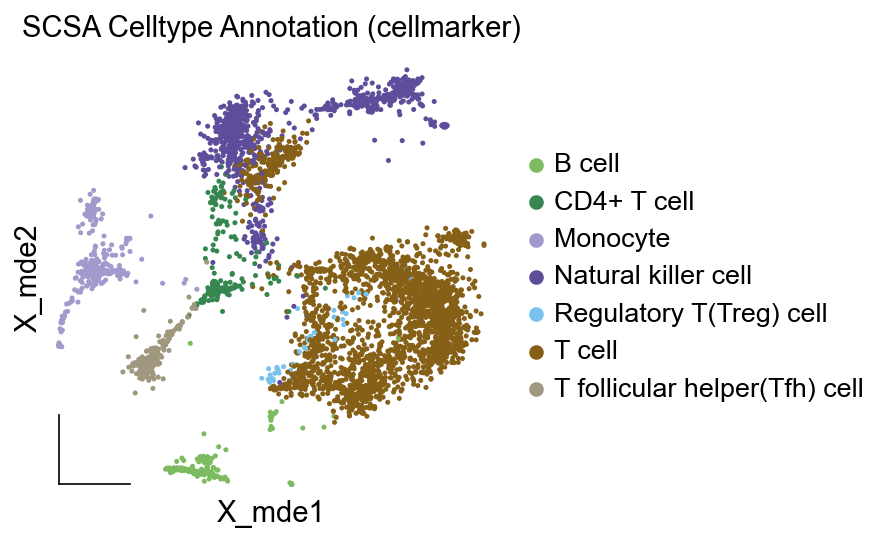 SCSA Celltype Annotation (cellmarker)
B cell
CD4+ T cell
Monocyte
Natural killer cell
Regulatory T(Treg) cell
T cell
T follicular helper(Tfh) cell
X_mde2
X_mde1